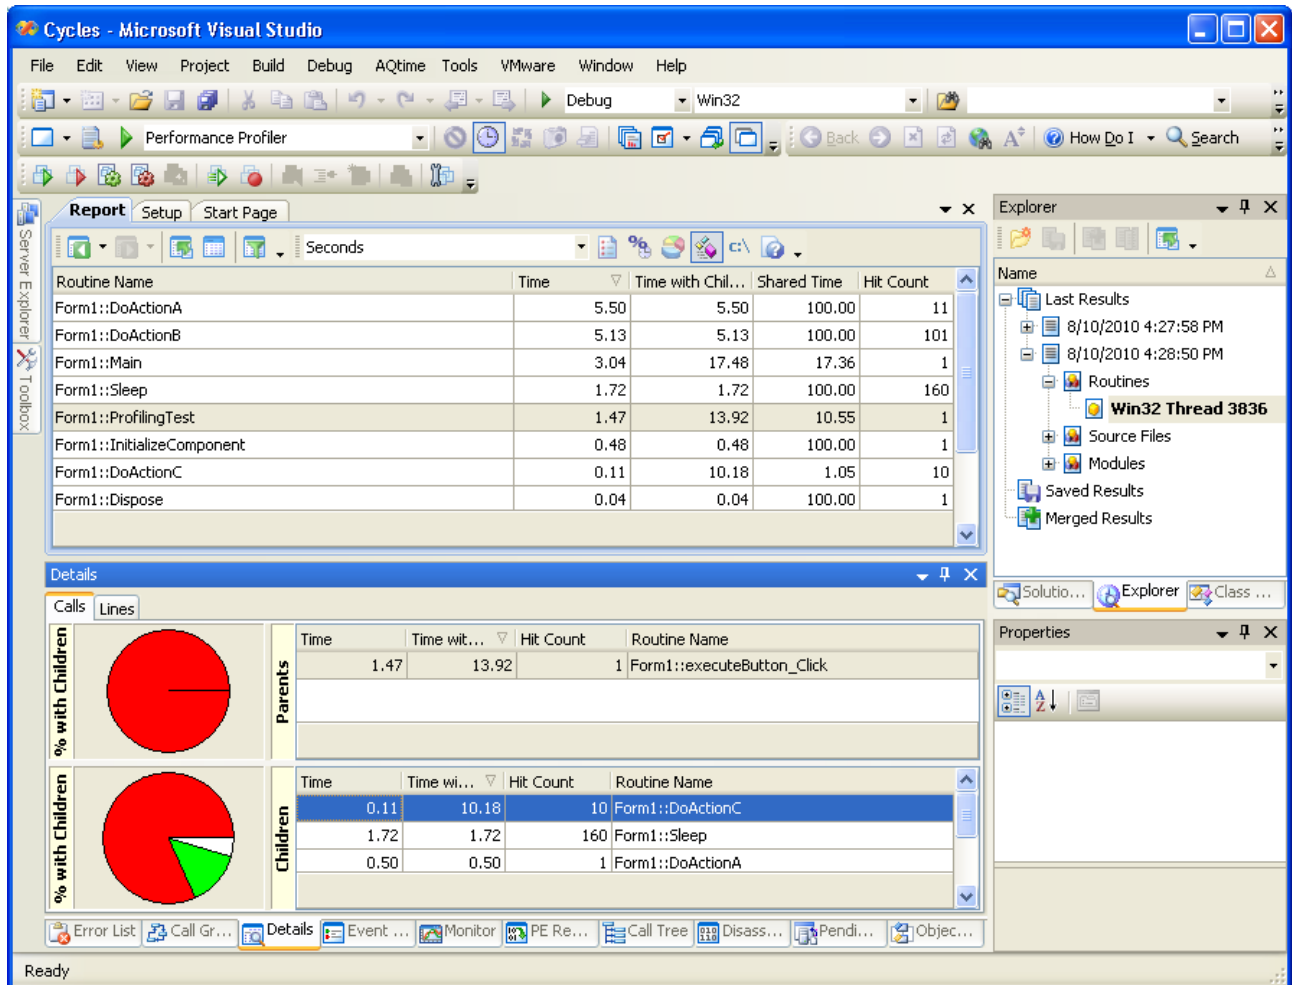 Cycles - Microsoft Visual Studio
File Edit View Project Build Debug AQtime Tools VMware Window Help
Debug Win32
Performance Profiler Back How Do I Search
Server Explorer
Toolbox
Report Setup Start Page
Seconds
Routine Name Time Time with Chil... Shared Time Hit Count
Form1::DoActionA 5.50 5.50 100.00 11
Form1::DoActionB 5.13 5.13 100.00 101
Form1::Main 3.04 17.48 17.36 1
Form1::Sleep 1.72 1.72 100.00 160
Form1::ProfilingTest 1.47 13.92 10.55 1
Form1::InitializeComponent 0.48 0.48 100.00 1
Form1::DoActionC 0.11 10.18 1.05 10
Form1::Dispose 0.04 0.04 100.00 1
Explorer
Name
Last Results
8/10/2010 4:27:58 PM
8/10/2010 4:28:50 PM
Routines
Win32 Thread 3836
Source Files
Modules
Saved Results
Merged Results
Solutio... Explorer Class ...
Properties
Details
Calls Lines
% with Children
Parents
Time Time wit... Hit Count Routine Name
1.47 13.92 1 Form1::executeButton_Click
% with Children
Children
Time Time wi... Hit Count Routine Name
0.11 10.18 10 Form1::DoActionC
1.72 1.72 160 Form1::Sleep
0.50 0.50 1 Form1::DoActionA
Error List Call Gr... Details Event ... Monitor PE Re... Call Tree Disass... Pendi... Objec...
Ready